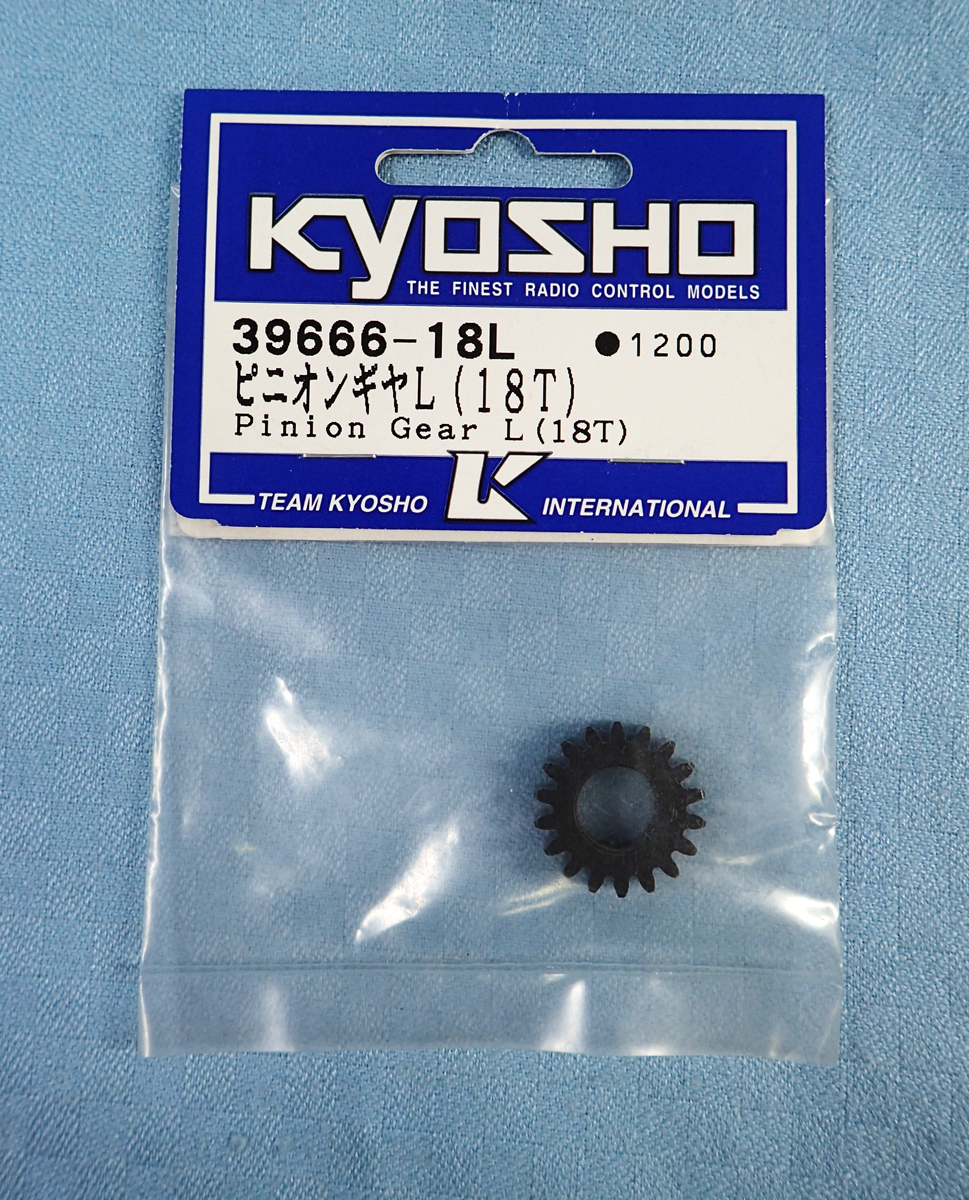 KYOSHO
THE FINEST RADIO CONTROL MODELS
39666-18L ●1200
ピニオンギヤL(18T)
Pinion Gear L(18T)
TEAM KYOSHO K INTERNATIONAL